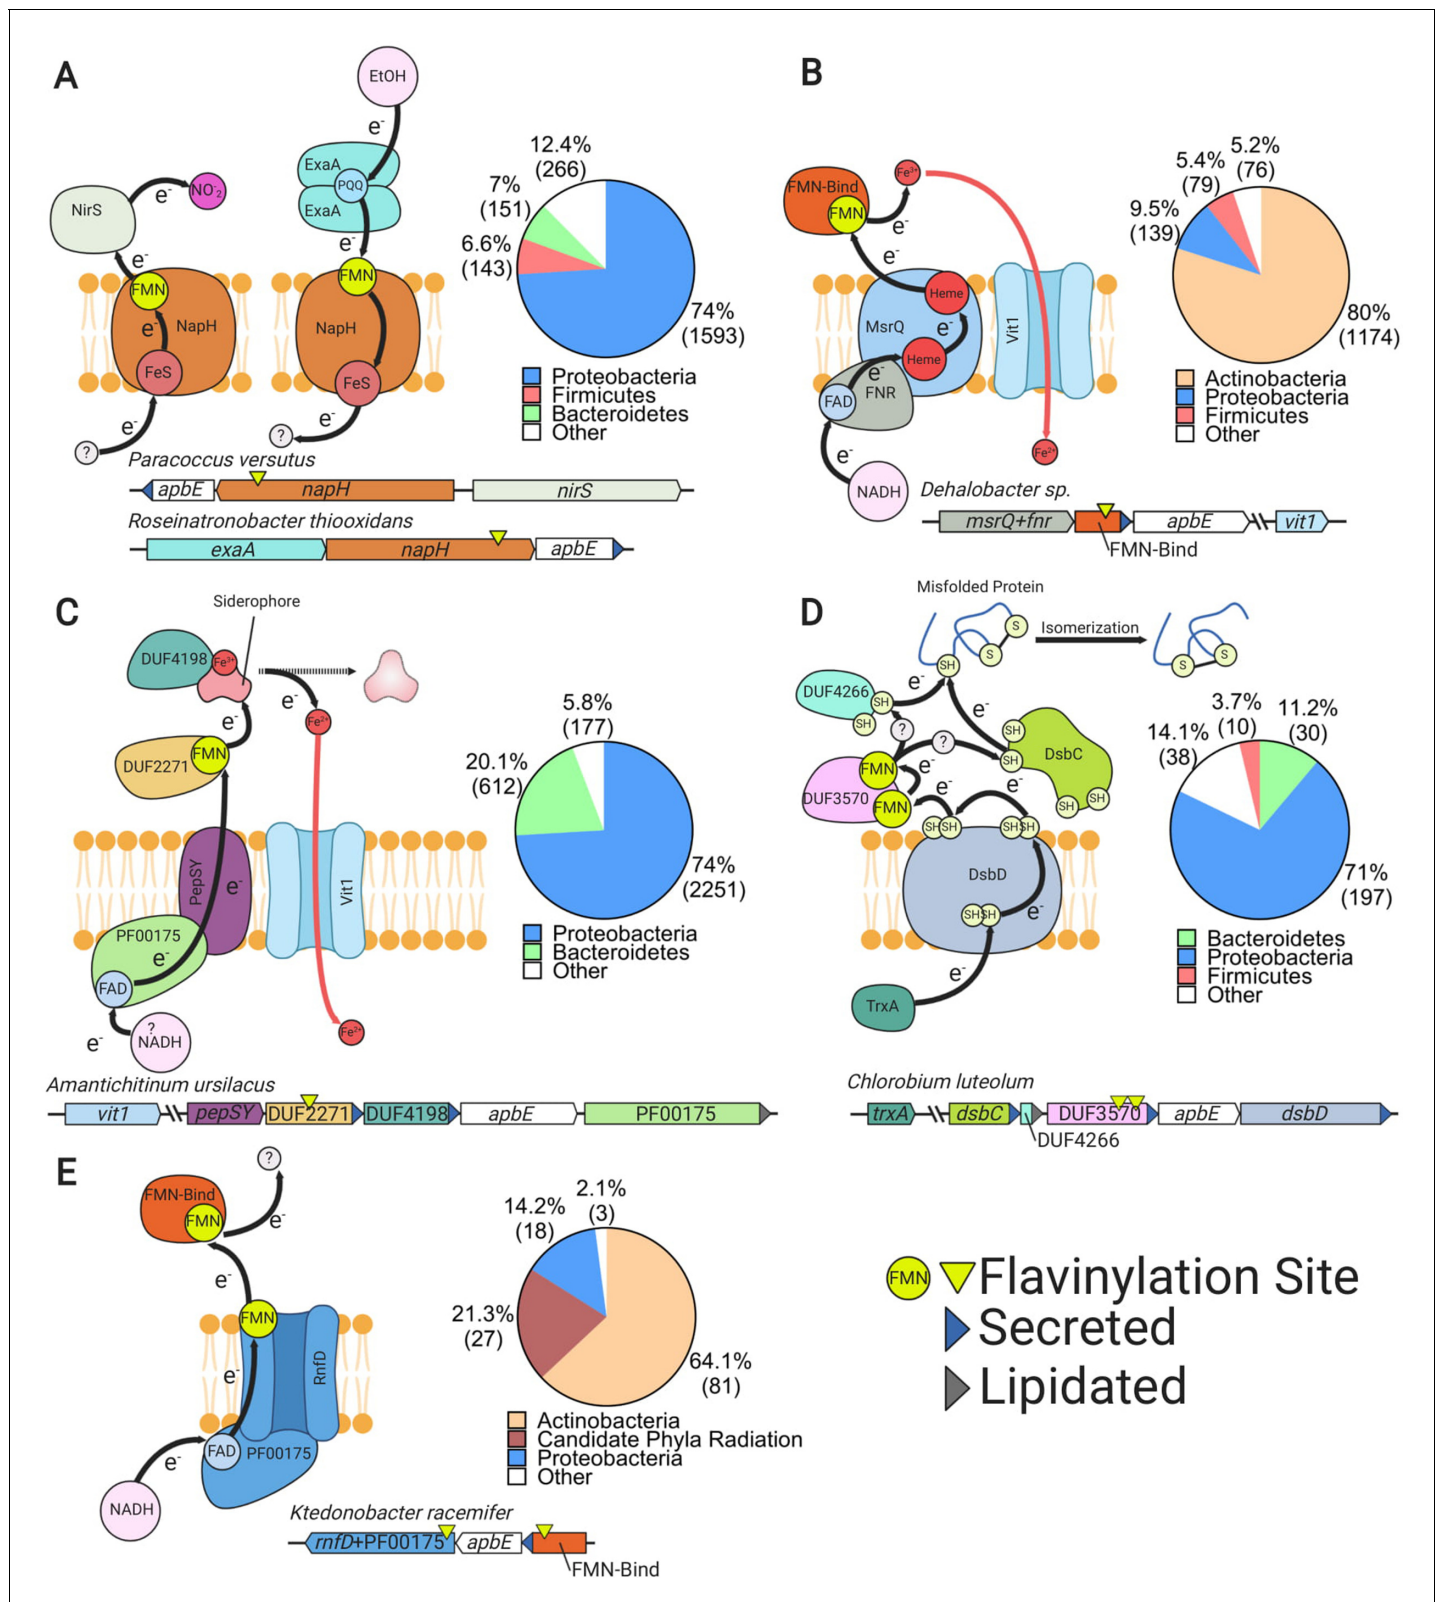 A
EtOH
e-
ExaA
PQQ
ExaA
NirS
e-
NO-2
e-
e-
FMN
FMN
NapH
e-
NapH
FeS
FeS
e-
e-
?
?
12.4%
(266)
7%
(151)
6.6%
(143)
74%
(1593)
Proteobacteria
Firmicutes
Bacteroidetes
Other
Paracoccus versutus
apbE napH nirS
Roseinatronobacter thiooxidans
exaA napH apbE
B
FMN-Bind
Fe3+
FMN
e-
e-
Heme
MsrQ
e-
Heme
Vit1
e-
FNR
FAD
e-
NADH
Fe2+
5.2%
(76)
5.4%
(79)
9.5%
(139)
80%
(1174)
Actinobacteria
Proteobacteria
Firmicutes
Other
Dehalobacter sp.
msrQ+fnr apbE vit1
FMN-Bind
C
Siderophore
DUF4198
Fe3+
e-
e-
Fe2+
FMN
DUF2271
PepSY
e-
Vit1
PF00175
e-
FAD
?
NADH
e-
Fe2+
5.8%
(177)
20.1%
(612)
74%
(2251)
Proteobacteria
Bacteroidetes
Other
Amantichitinum ursilacus
vit1 pepSY DUF2271 DUF4198 apbE PF00175
D
Misfolded Protein
S
S
Isomerization
S
S
SH
DUF4266
e-
SH
SH
e-
SH
?
?
DsbC
SH
FMN
e-
DUF3570
FMN
e-
e-
SH
SH
SH SH
SH SH
DsbD
SH SH
e-
e-
TrxA
3.7%
(10)
11.2%
(30)
14.1%
(38)
71%
(197)
Bacteroidetes
Proteobacteria
Firmicutes
Other
Chlorobium luteolum
trxA dsbC DUF3570 apbE dsbD
DUF4266
E
?
FMN-Bind
FMN
e-
e-
FMN
RnfD
e-
FAD
PF00175
e-
NADH
2.1%
(3)
14.2%
(18)
21.3%
(27)
64.1%
(81)
Actinobacteria
Candidate Phyla Radiation
Proteobacteria
Other
Ktedonobacter racemifer
rnfD+PF00175 apbE
FMN-Bind
FMN Flavinylation Site
Secreted
Lipidated